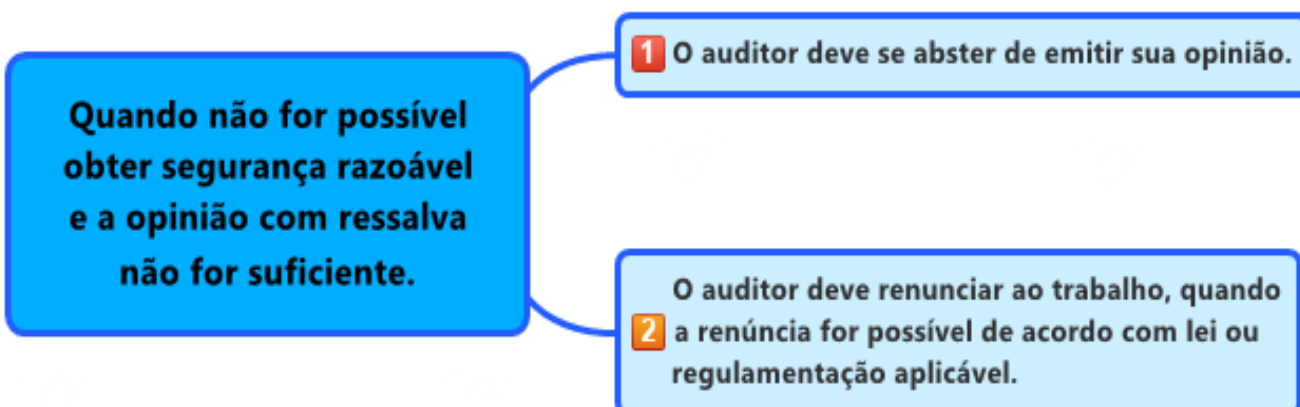 Quando não for possível
obter segurança razoável
e a opinião com ressalva
não for suficiente.
1 O auditor deve se abster de emitir sua opinião.
O auditor deve renunciar ao trabalho, quando
2 a renúncia for possível de acordo com lei ou
regulamentação aplicável.